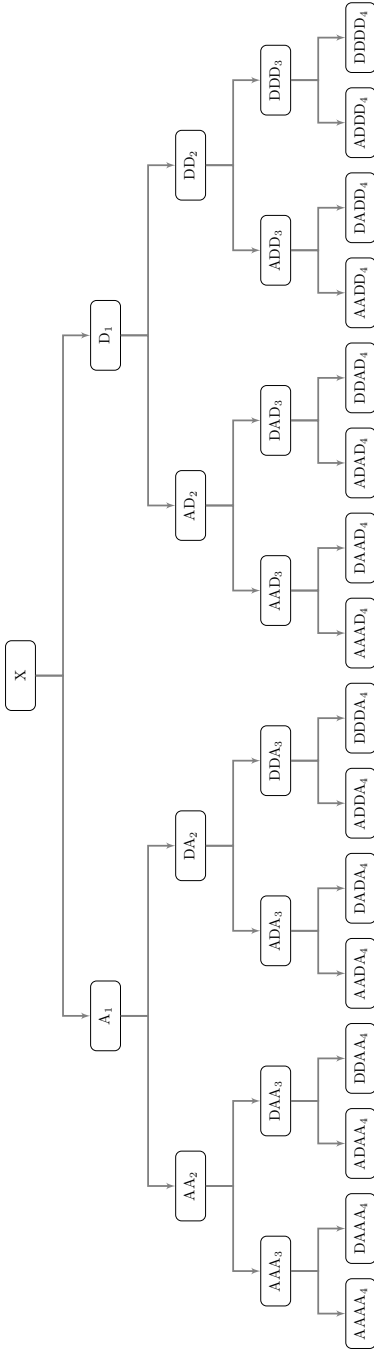 X
A₁
D₁
AA₂
DA₂
AD₂
DD₂
AAA₃
DAA₃
ADA₃
DDA₃
AAD₃
DAD₃
ADD₃
DDD₃
AAAA₄
DAAA₄
ADAA₄
DDAA₄
AADA₄
DADA₄
ADDA₄
DDDA₄
AAAD₄
DAAD₄
ADAD₄
DDAD₄
AADD₄
DADD₄
ADDD₄
DDDD₄